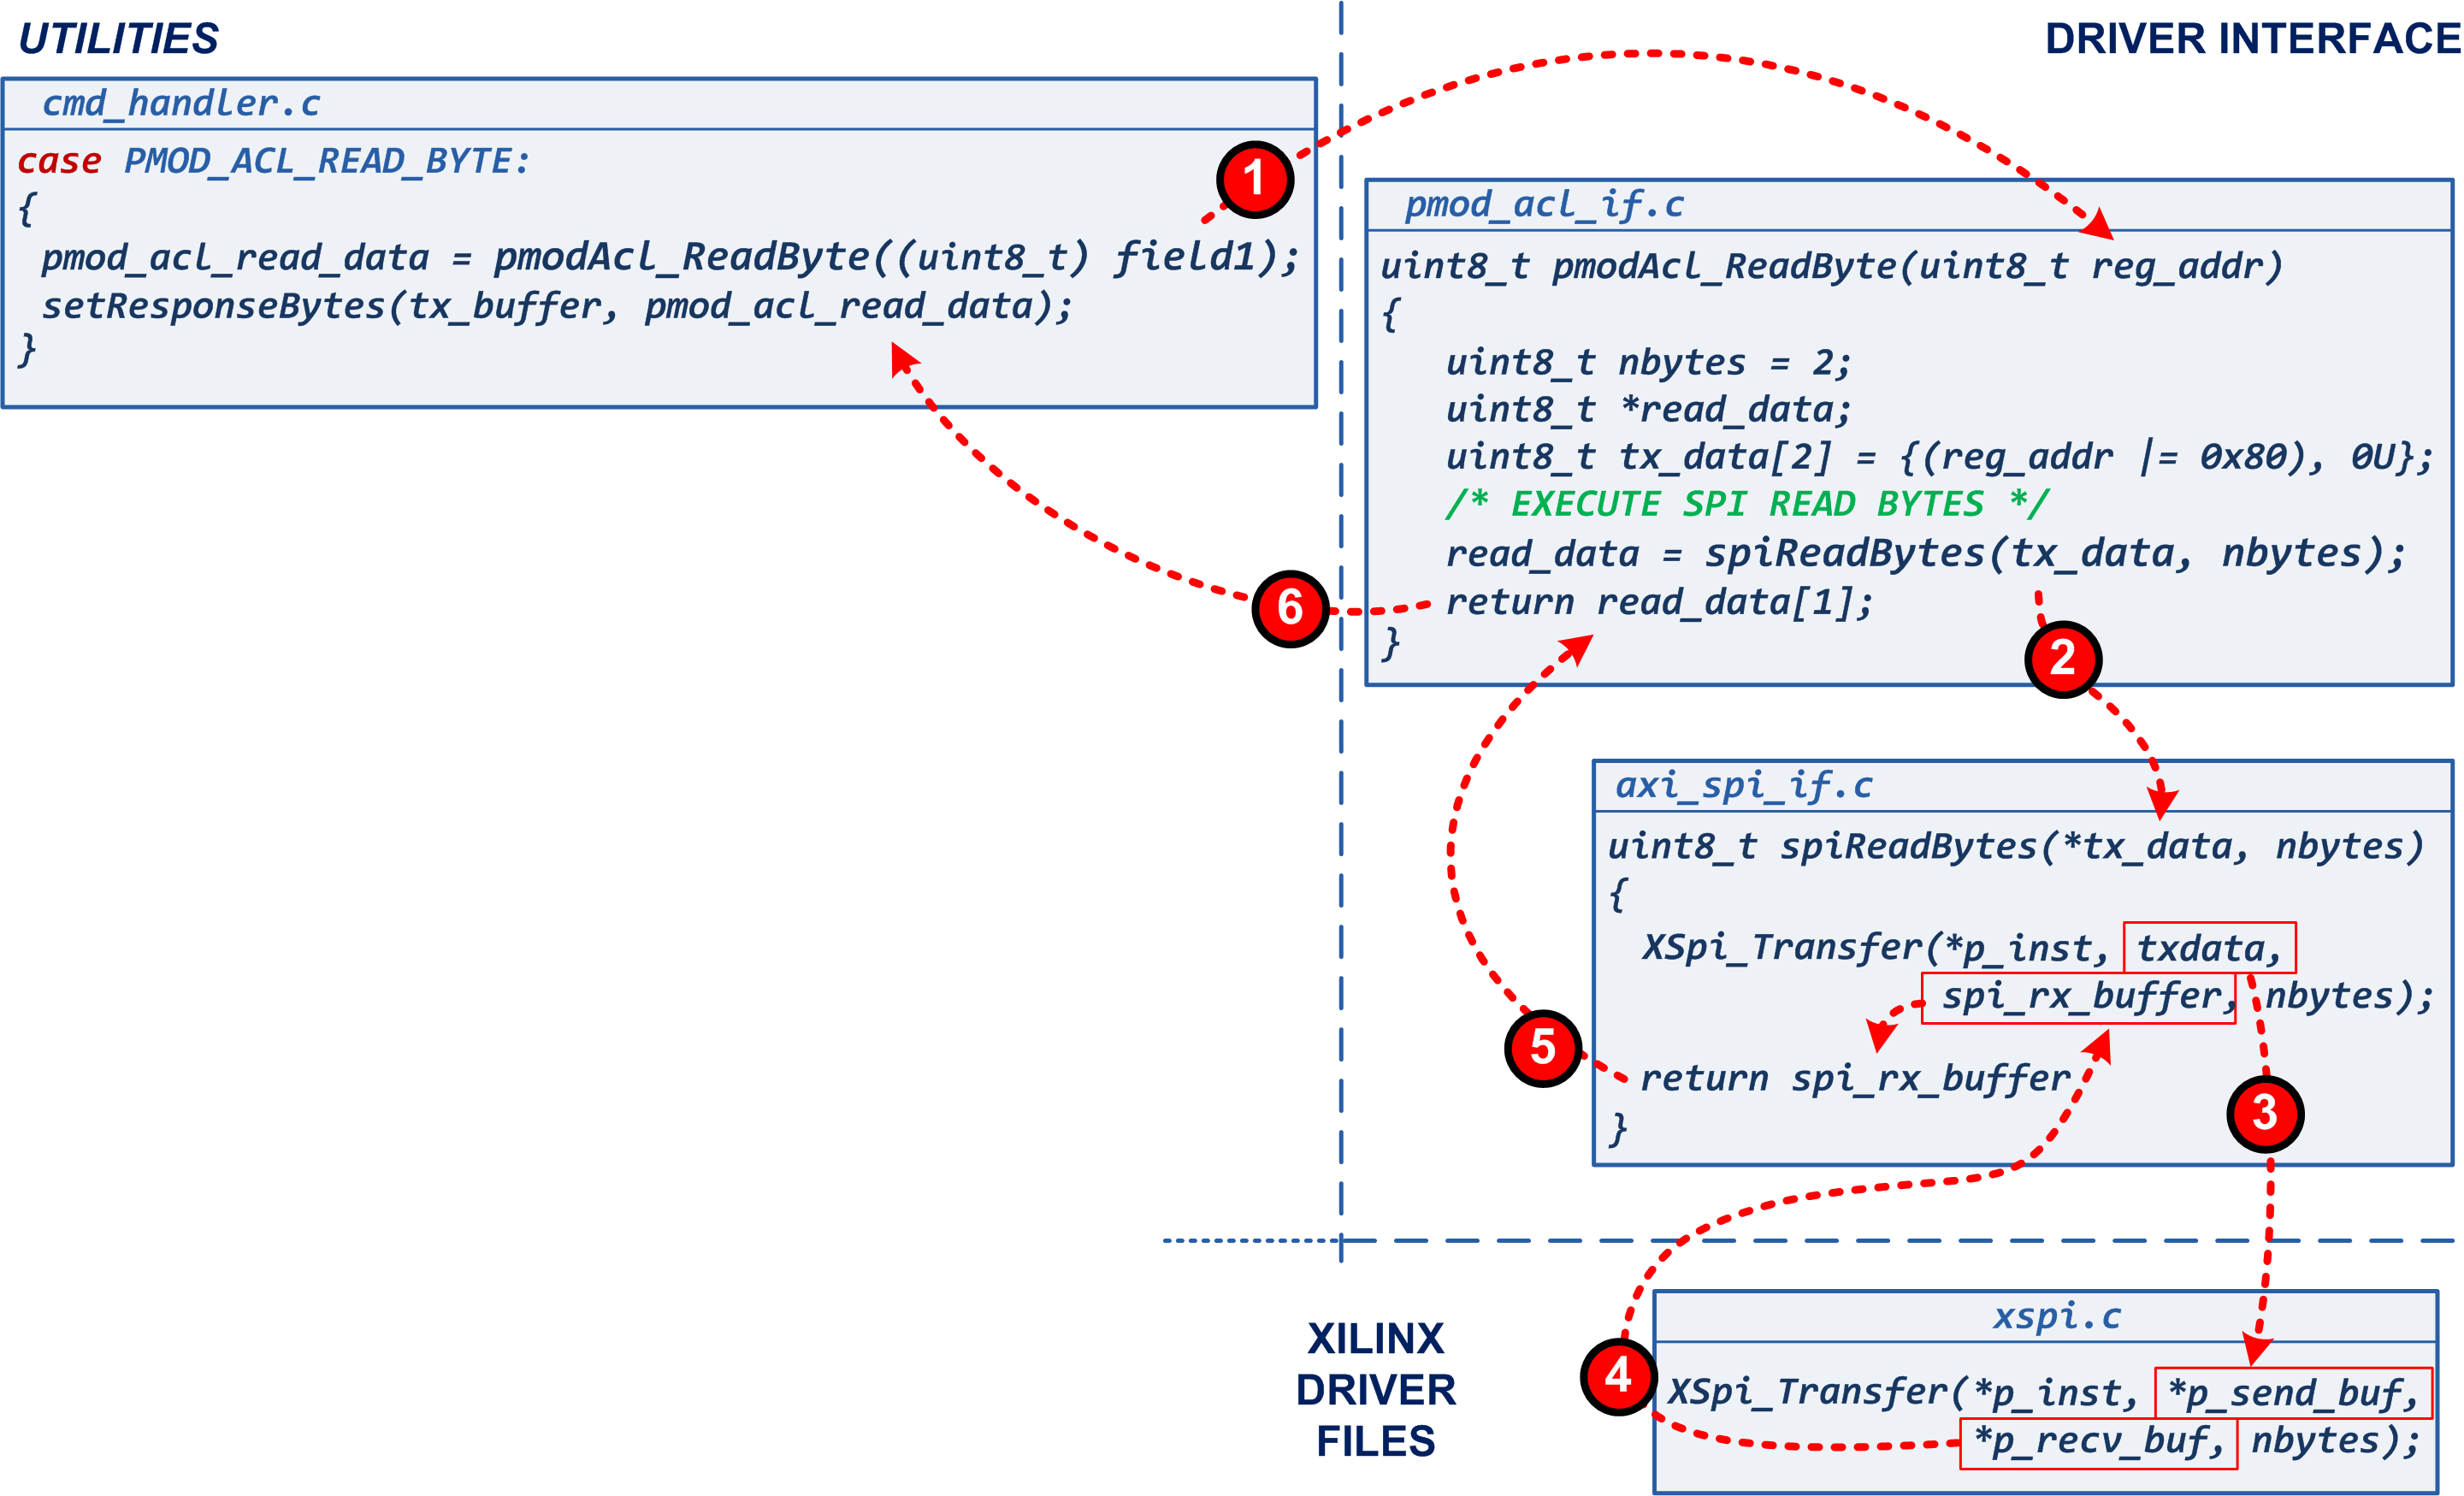 UTILITIES
DRIVER INTERFACE
cmd_handler.c
case PMOD_ACL_READ_BYTE:
{
pmod_acl_read_data = pmodAcl_ReadByte((uint8_t) field1);
setResponseBytes(tx_buffer, pmod_acl_read_data);
}
1
pmod_acl_if.c
uint8_t pmodAcl_ReadByte(uint8_t reg_addr)
{
uint8_t nbytes = 2;
uint8_t *read_data;
uint8_t tx_data[2] = {(reg_addr |= 0x80), 0U};
/* EXECUTE SPI READ BYTES */
read_data = spiReadBytes(tx_data, nbytes);
return read_data[1];
}
6
2
axi_spi_if.c
uint8_t spiReadBytes(*tx_data, nbytes)
{
XSpi_Transfer(*p_inst, txdata,
spi_rx_buffer, nbytes);
return spi_rx_buffer
}
5
3
XILINX
DRIVER
FILES
4
xspi.c
XSpi_Transfer(*p_inst, *p_send_buf,
*p_recv_buf, nbytes);